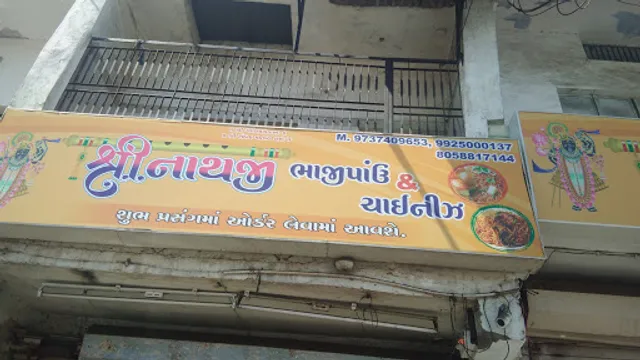 M. 9737409653, 9925000137
8058817144
શ્રી.નાથજી ભાજીપાંઉ &
ચાઈનીઝ
શુભ પ્રસંગમાં ઓર્ડર લેવામાં આવશે.